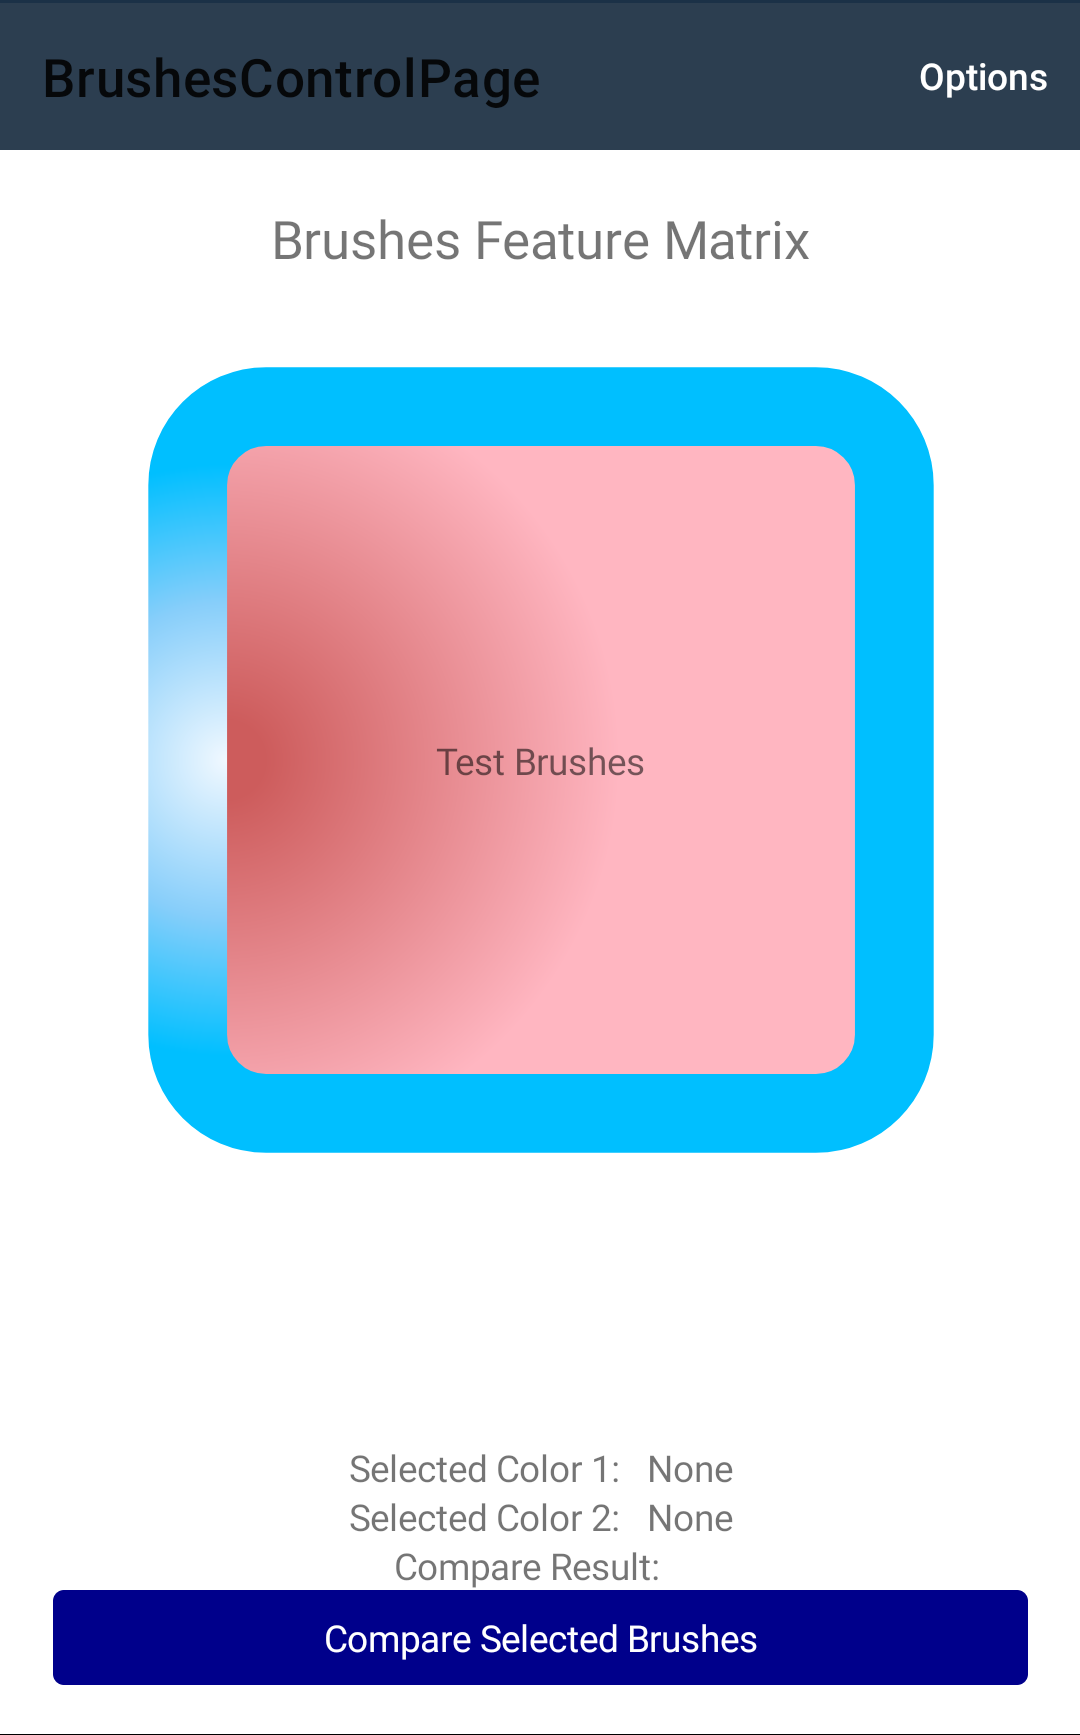 BrushesControlPage
Options
Brushes Feature Matrix
Test Brushes
Selected Color 1: None
Selected Color 2: None
Compare Result:
Compare Selected Brushes